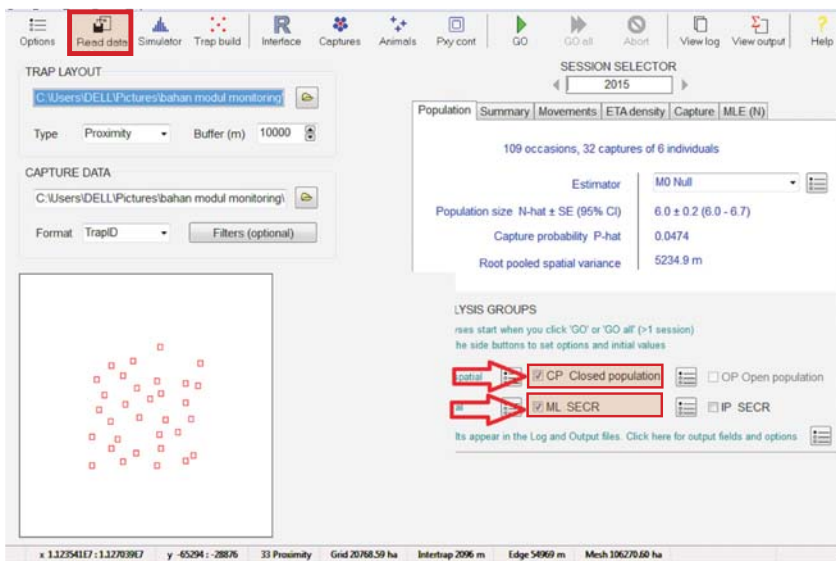 Options Read data Simulator Trap build Interface Captures Animals Pxy cont GO GO all Abort View log View output Help
TRAP LAYOUT
C:\Users\DELL\Pictures\bahan modul monitoring\
Type Proximity Buffer (m) 10000
CAPTURE DATA
C:\Users\DELL\Pictures\bahan modul monitoring\
Format TrapID Filters (optional)
SESSION SELECTOR
2015
Population Summary Movements ETA density Capture MLE (N)
109 occasions, 32 captures of 6 individuals
Estimator M0 Null
Population size N-hat ± SE (95% CI) 6.0 ± 0.2 (6.0 - 6.7)
Capture probability P-hat 0.0474
Root pooled spatial variance 5234.9 m
LYSIS GROUPS
rses start when you click 'GO' or 'GO all' (>1 session)
he side buttons to set options and initial values
spatial CP Closed population OP Open population
al ML SECR IP SECR
lts appear in the Log and Output files. Click here for output fields and options
x 1.123541E7 : 1.127039E7 y -65294 : -28876 33 Proximity Grid 20768.59 ha Intertrap 2096 m Edge 54969 m Mesh 106270.60 ha